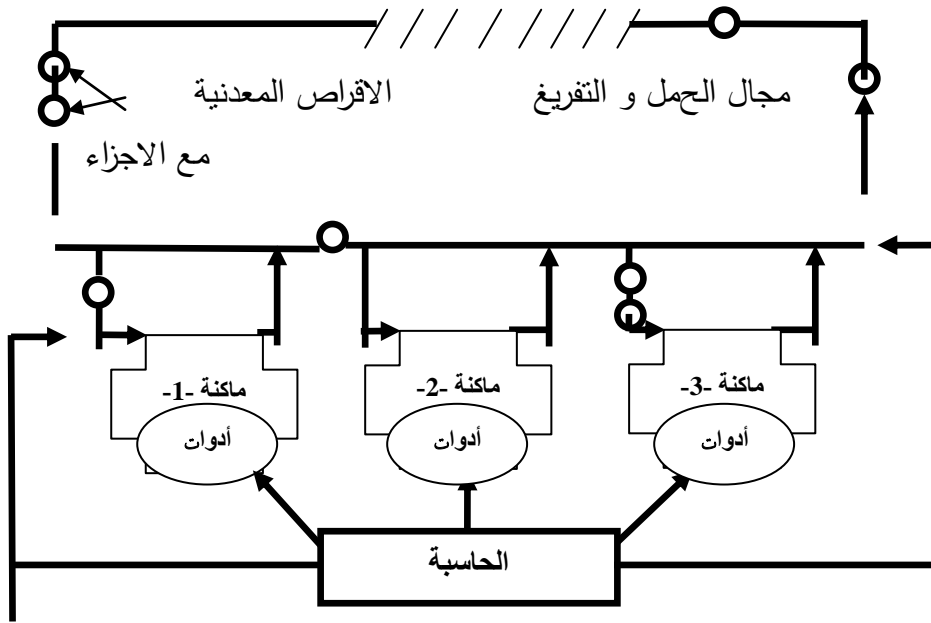 مجال الحمل و التفريغ
الاقراص المعدنية
مع الاجزاء
ماكنة -3-
ماكنة -2-
ماكنة -1-
أدوات
أدوات
أدوات
الحاسبة